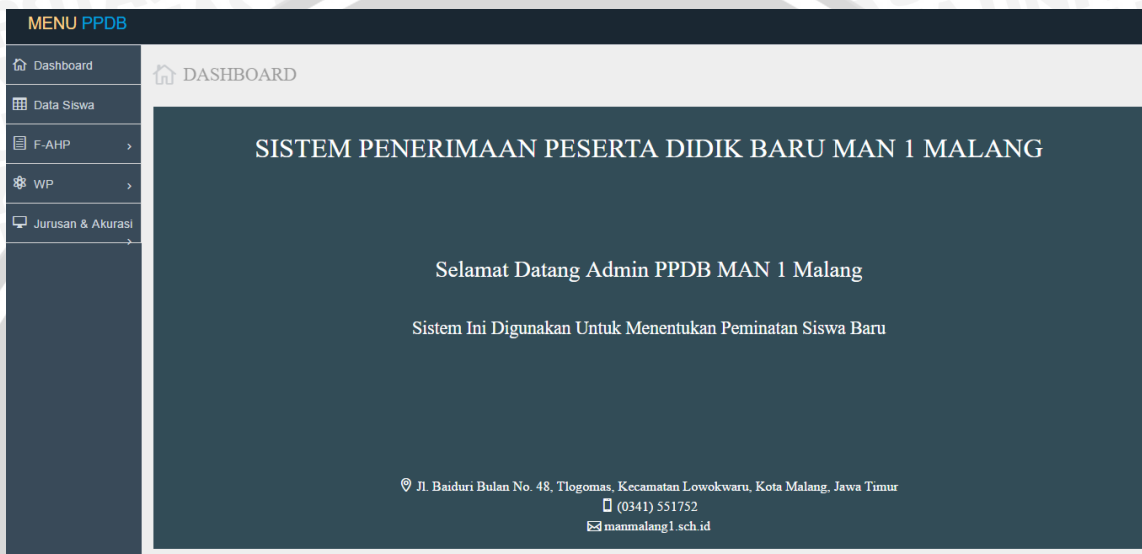 MENU PPDB
Dashboard
Data Siswa
F-AHP
WP
Jurusan & Akurasi
DASHBOARD
SISTEM PENERIMAAN PESERTA DIDIK BARU MAN 1 MALANG
Selamat Datang Admin PPDB MAN 1 Malang
Sistem Ini Digunakan Untuk Menentukan Peminatan Siswa Baru
Jl. Baiduri Bulan No. 48, Tlogomas, Kecamatan Lowokwaru, Kota Malang, Jawa Timur
(0341) 551752
manmalang1.sch.id